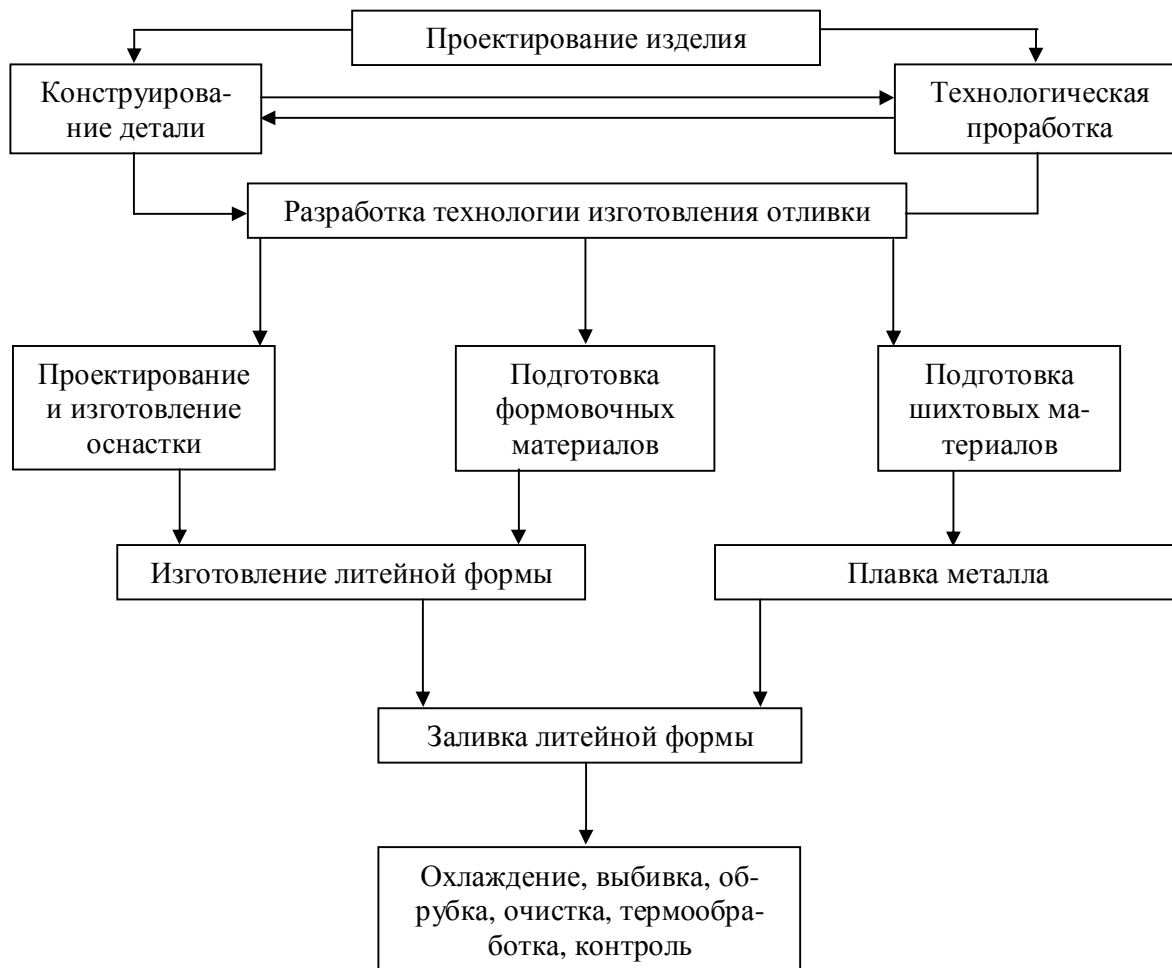 Проектирование изделия
Конструирова-
ние детали
Технологическая
проработка
Разработка технологии изготовления отливки
Проектирование
и изготовление
оснастки
Подготовка
формовочных
материалов
Подготовка
шихтовых ма-
териалов
Изготовление литейной формы
Плавка металла
Заливка литейной формы
Охлаждение, выбивка, об-
рубка, очистка, термообра-
ботка, контроль